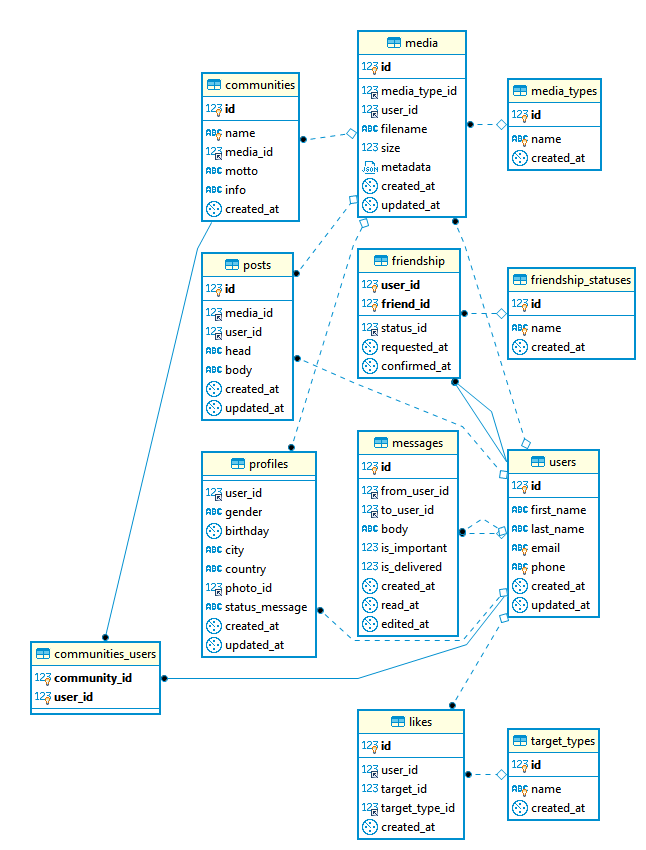 media
123 id
123 media_type_id
123 user_id
ABC filename
123 size
JSON metadata
created_at
updated_at
communities
123 id
ABC name
123 media_id
ABC motto
ABC info
created_at
media_types
123 id
ABC name
created_at
posts
123 id
123 media_id
123 user_id
ABC head
ABC body
created_at
updated_at
friendship
123 user_id
123 friend_id
123 status_id
requested_at
confirmed_at
friendship_statuses
123 id
ABC name
created_at
profiles
123 user_id
ABC gender
birthday
ABC city
ABC country
123 photo_id
ABC status_message
created_at
updated_at
messages
123 id
123 from_user_id
123 to_user_id
ABC body
123 is_important
123 is_delivered
created_at
read_at
edited_at
users
123 id
ABC first_name
ABC last_name
ABC email
ABC phone
created_at
updated_at
communities_users
123 community_id
123 user_id
likes
123 id
123 user_id
123 target_id
123 target_type_id
created_at
target_types
123 id
ABC name
created_at